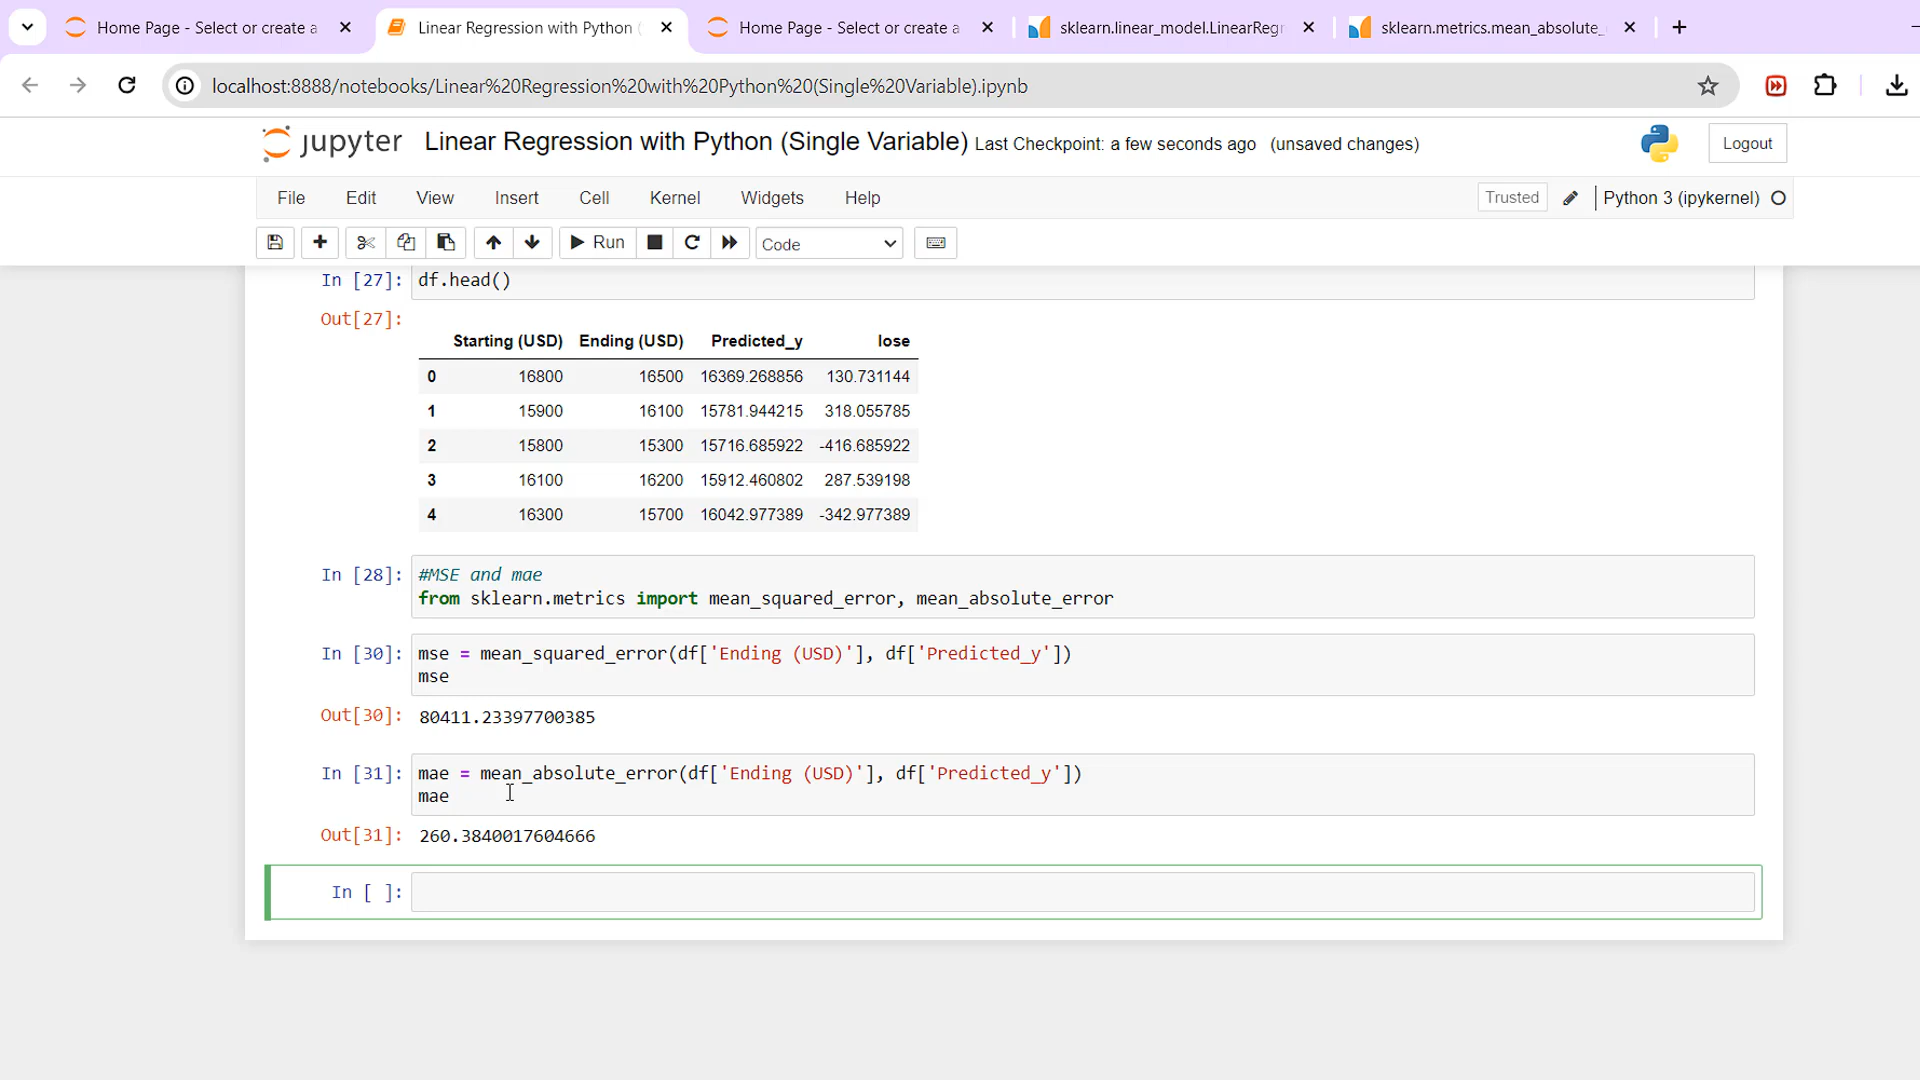 Home Page - Select or create a
Linear Regression with Python (
Home Page - Select or create a
sklearn.linear_model.LinearRegr
sklearn.metrics.mean_absolute_
localhost:8888/notebooks/Linear%20Regression%20with%20Python%20(Single%20Variable).ipynb
jupyter Linear Regression with Python (Single Variable) Last Checkpoint: a few seconds ago (unsaved changes)
Logout
File Edit View Insert Cell Kernel Widgets Help
Trusted Python 3 (ipykernel)
Run Code
In [27]: df.head()
Out[27]:
Starting (USD) Ending (USD) Predicted_y lose
0 16800 16500 16369.268856 130.731144
1 15900 16100 15781.944215 318.055785
2 15800 15300 15716.685922 -416.685922
3 16100 16200 15912.460802 287.539198
4 16300 15700 16042.977389 -342.977389
In [28]: #MSE and mae
from sklearn.metrics import mean_squared_error, mean_absolute_error
In [30]: mse = mean_squared_error(df['Ending (USD)'], df['Predicted_y'])
mse
Out[30]: 80411.23397700385
In [31]: mae = mean_absolute_error(df['Ending (USD)'], df['Predicted_y'])
mae
Out[31]: 260.3840017604666
In [ ]: